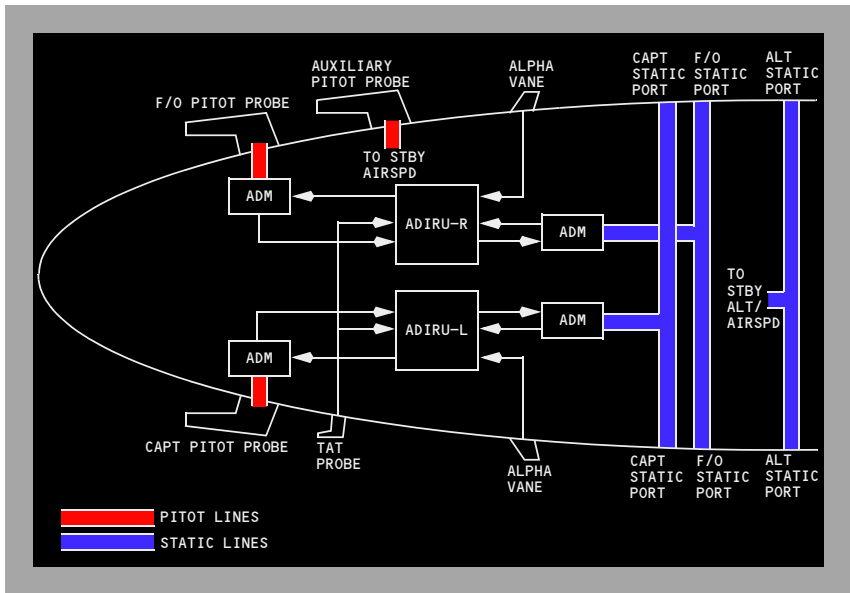 AUXILIARY
PITOT PROBE
ALPHA
VANE
CAPT
STATIC
PORT
F/O
STATIC
PORT
ALT
STATIC
PORT
F/O PITOT PROBE
TO STBY
AIRSPD
ADM
ADIRU-R
ADM
TO
STBY
ALT/
AIRSPD
ADIRU-L
ADM
ADM
CAPT PITOT PROBE
TAT
PROBE
ALPHA
VANE
CAPT
STATIC
PORT
F/O
STATIC
PORT
ALT
STATIC
PORT
PITOT LINES
STATIC LINES